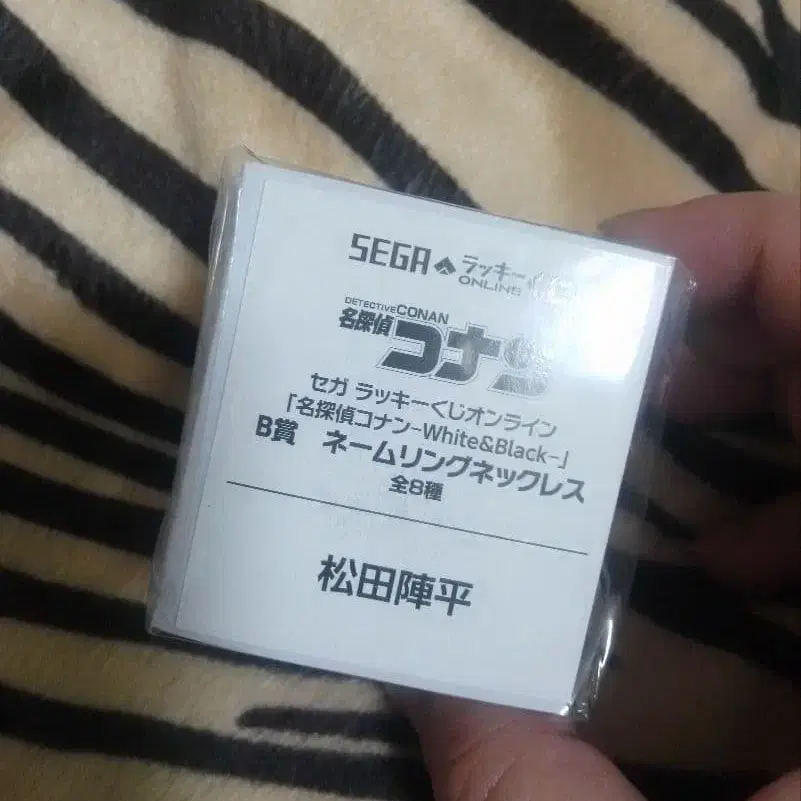 SEGA ラッキー
ONLINE
DETECTIVE CONAN
名探偵コナン
セガ ラッキーくじオンライン
「名探偵コナン-White&Black-」
B賞 ネームリングネックレス
全8種
松田陣平